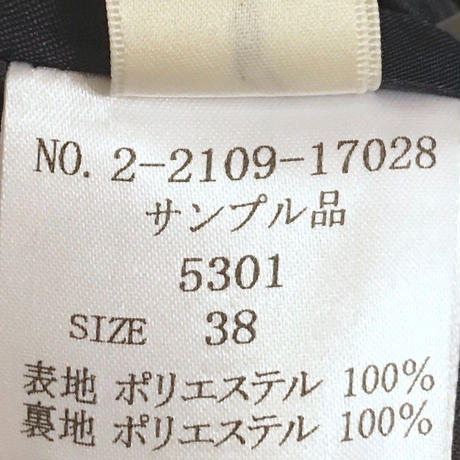 NO. 2-2109-17028
サンプル品
5301
SIZE 38
表地 ポリエステル 100%
裏地 ポリエステル 100%